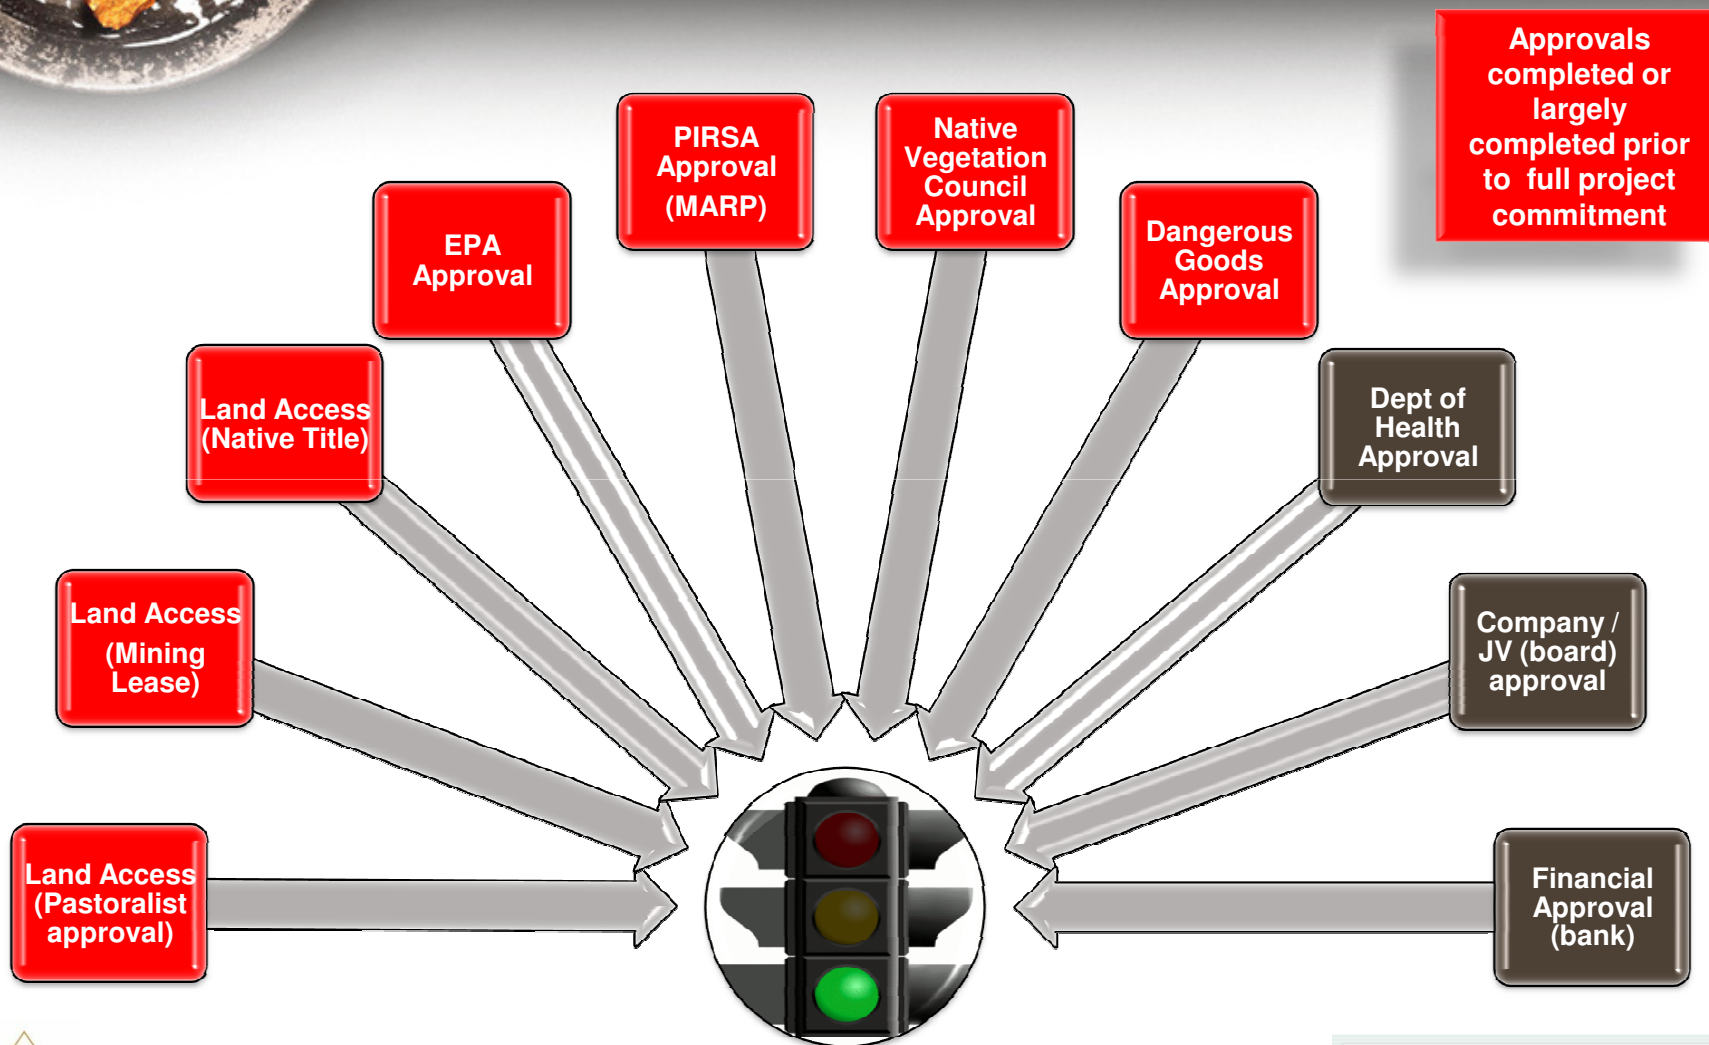 Approvals
completed or
largely
completed prior
to full project
commitment
PIRSA
Approval
(MARP)
Native
Vegetation
Council
Approval
EPA
Approval
Dangerous
Goods
Approval
Land Access
(Native Title)
Dept of
Health
Approval
Land Access
(Mining
Lease)
Company /
JV (board)
approval
Land Access
(Pastoralist
approval)
Financial
Approval
(bank)